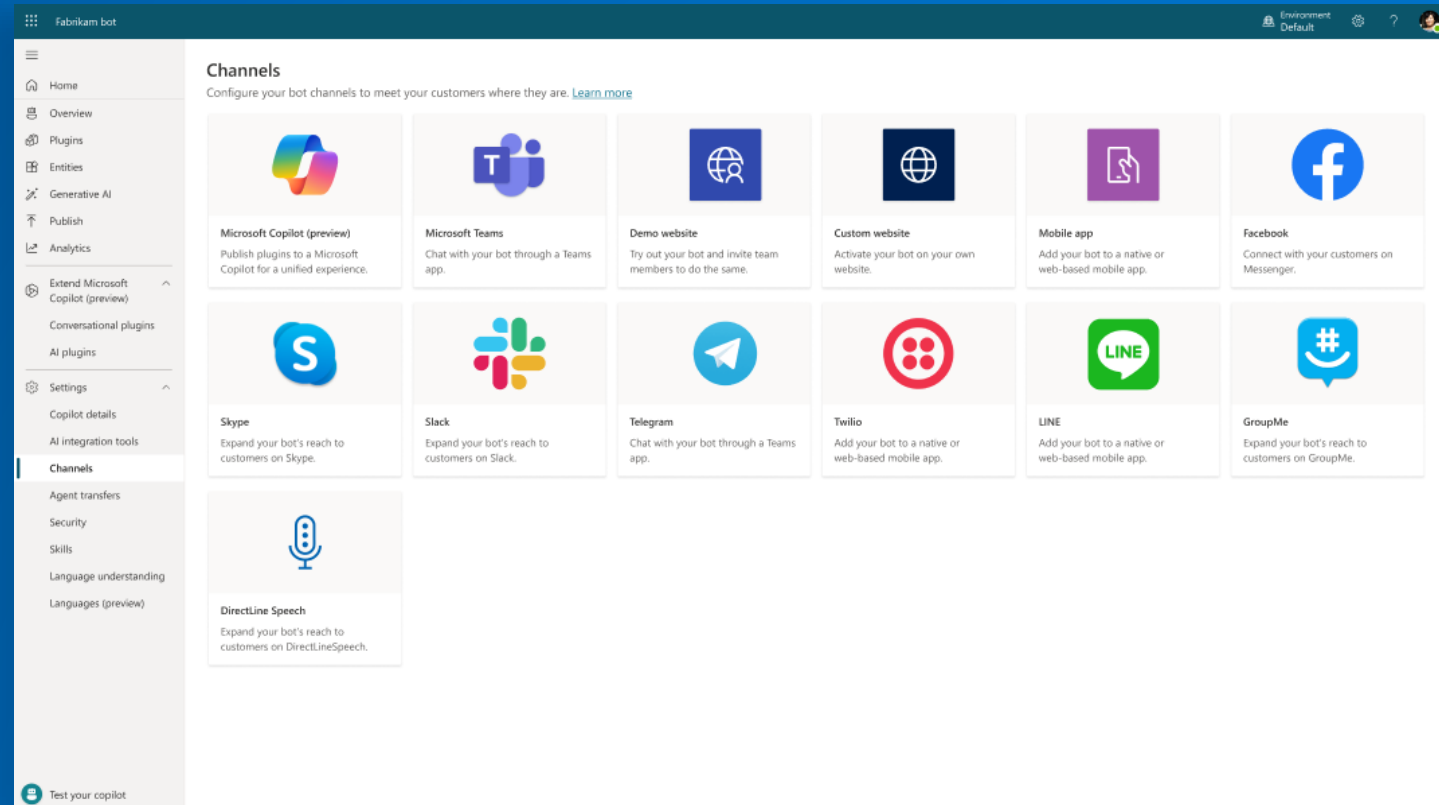 Fabrikam bot
Environment
Default
?
Home
Overview
Plugins
Entities
Generative AI
Publish
Analytics
Extend Microsoft
Copilot (preview)
Conversational plugins
AI plugins
Settings
Copilot details
AI integration tools
Channels
Agent transfers
Security
Skills
Language understanding
Languages (preview)
Test your copilot
Channels
Configure your bot channels to meet your customers where they are. Learn more
Microsoft Copilot (preview)
Publish plugins to a Microsoft
Copilot for a unified experience.
T
Microsoft Teams
Chat with your bot through a Teams
app.
Demo website
Try out your bot and invite team
members to do the same.
Custom website
Activate your bot on your own
website.
Mobile app
Add your bot to a native or
web-based mobile app.
f
Facebook
Connect with your customers on
Messenger.
S
Skype
Expand your bot's reach to
customers on Skype.
Slack
Expand your bot's reach to
customers on Slack.
Telegram
Chat with your bot through a Teams
app.
Twilio
Add your bot to a native or
web-based mobile app.
LINE
LINE
Add your bot to a native or
web-based mobile app.
#
GroupMe
Expand your bot's reach to
customers on GroupMe.
DirectLine Speech
Expand your bot's reach to
customers on DirectLineSpeech.